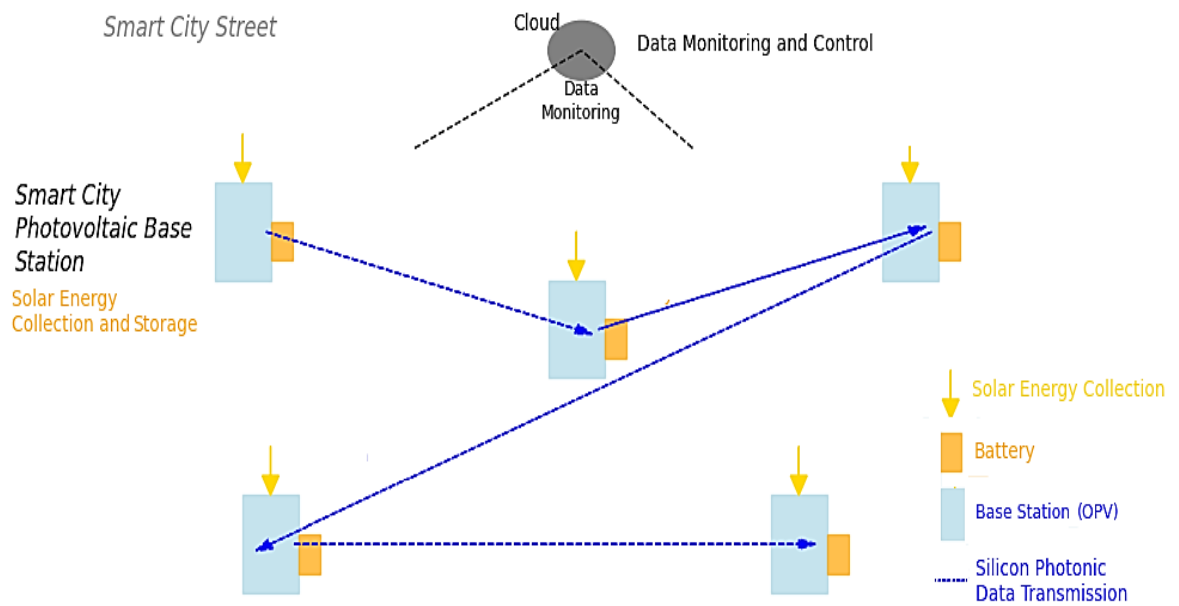 Smart City Street
Cloud
Data Monitoring and Control
Data
Monitoring
Smart City
Photovoltaic Base
Station
Solar Energy
Collection and Storage
Solar Energy Collection
Battery
Base Station (OPV)
Silicon Photonic
Data Transmission